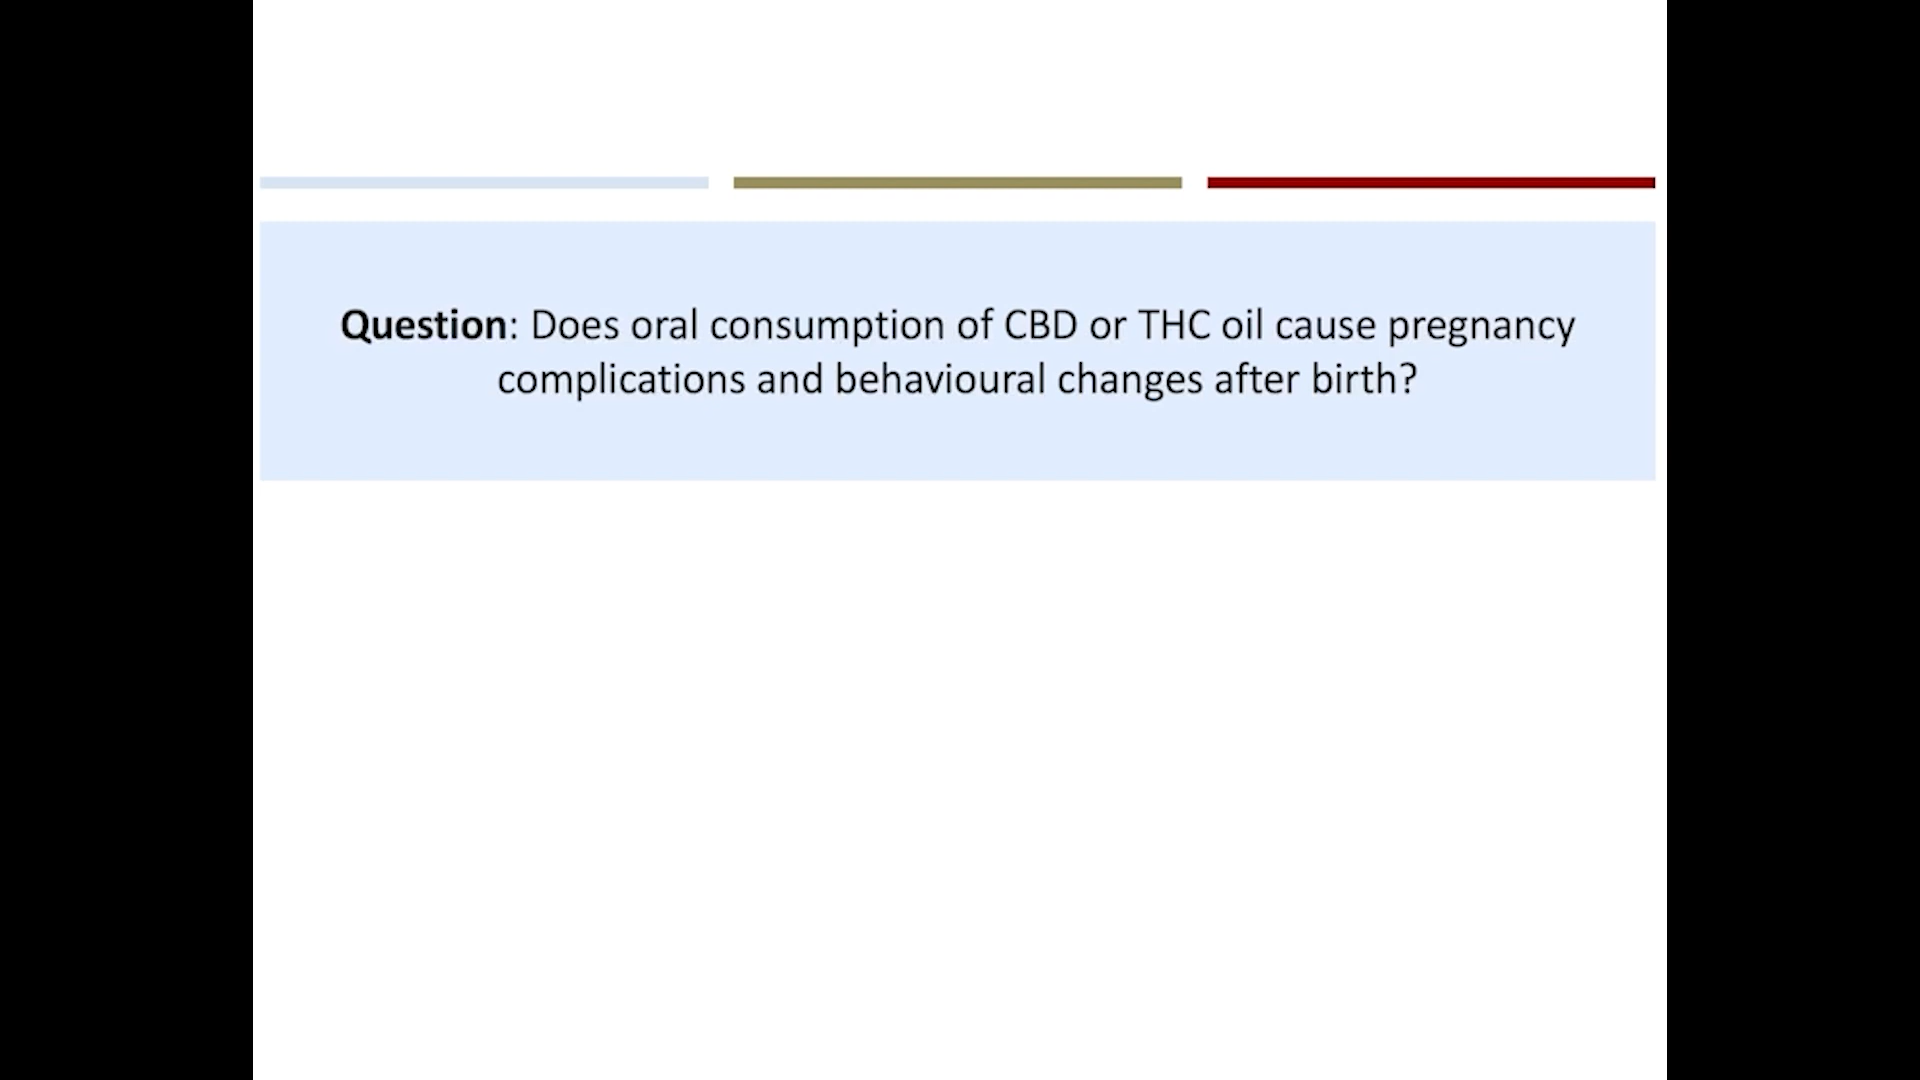 Question: Does oral consumption of CBD or THC oil cause pregnancy
complications and behavioural changes after birth?